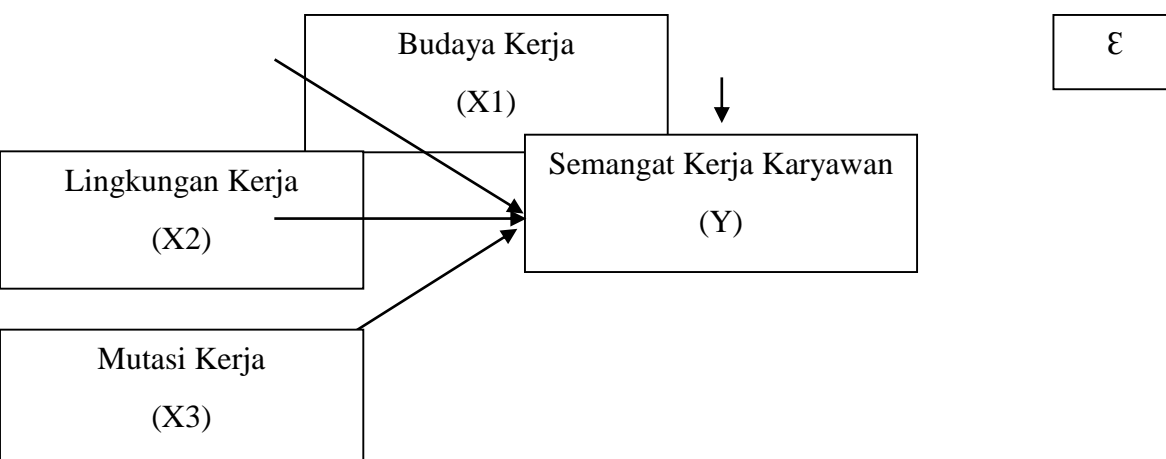 Budaya Kerja
(X1)
Ɛ
Semangat Kerja Karyawan
(Y)
Lingkungan Kerja
(X2)
Mutasi Kerja
(X3)